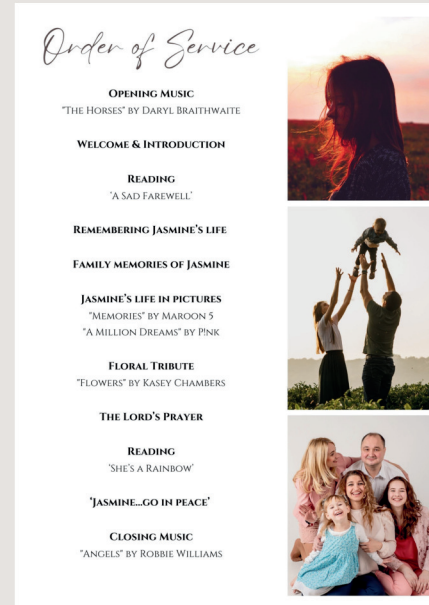 Order of Service
Opening Music
"The Horses" by Daryl Braithwaite
Welcome & Introduction
Reading
'A Sad Farewell'
Remembering Jasmine's life
Family memories of Jasmine
Jasmine's life in pictures
"Memories" by Maroon 5
"A Million Dreams" by P!nk
Floral Tribute
"Flowers" by Kasey Chambers
The Lord's Prayer
Reading
'She's a Rainbow'
'Jasmine...go in peace'
Closing Music
"Angels" by Robbie Williams